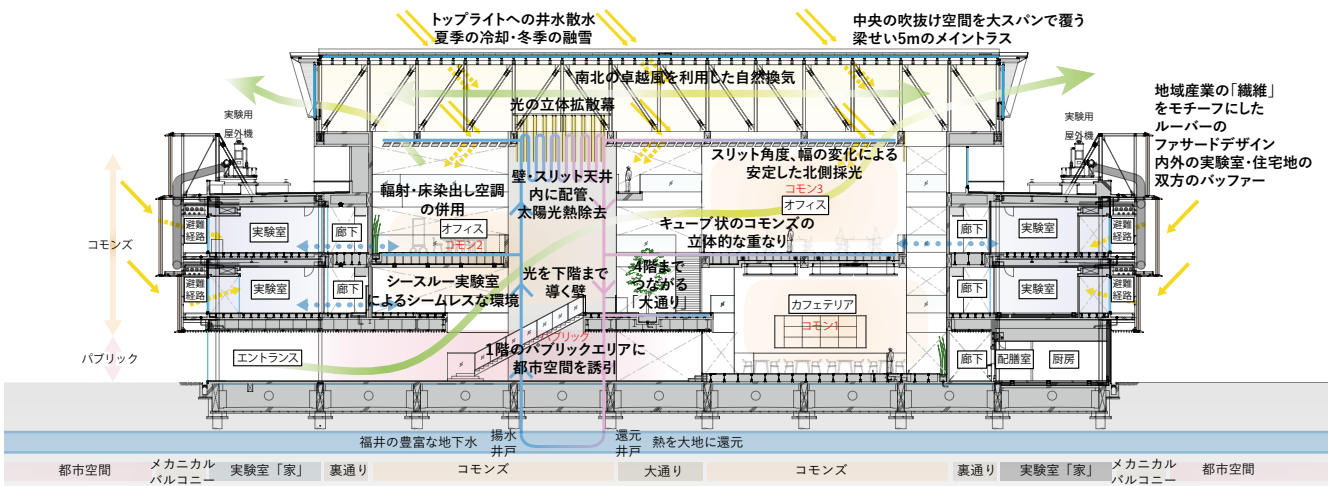 トップライトへの井水散水
夏季の冷却・冬季の融雪
中央の吹抜け空間を大スパンで覆う
梁せい5mのメイントラス
南北の卓越風を利用した自然換気
光の立体拡散幕
地域産業の「繊維」
をモチーフにした
ルーバーの
ファサードデザイン
内外の実験室・住宅地の
双方のバッファー
実験用
屋外機
実験用
屋外機
スリット角度、幅の変化による
安定した北側採光
コモン3
オフィス
壁・スリット天井
内に配管、
太陽光熱除去
輻射・床染出し空調
の併用
オフィス
コモン2
キューブ状のコモンズの
立体的な重なり
避難
経路
実験室
廊下
廊下
実験室
避難
経路
コモンズ
シースルー実験室
によるシームレスな環境
光を下階まで
導く壁
4階まで
つながる
「大通り」
避難
経路
実験室
廊下
カフェテリア
コモン1
廊下
実験室
避難
経路
パブリック
エントランス
パブリック
1階のパブリックエリアに
都市空間を誘引
廊下
配膳室
厨房
福井の豊富な地下水
揚水
井戸
還元
井戸
熱を大地に還元
都市空間
メカニカル
バルコニー
実験室「家」
裏通り
コモンズ
大通り
コモンズ
裏通り
実験室「家」
メカニカル
バルコニー
都市空間